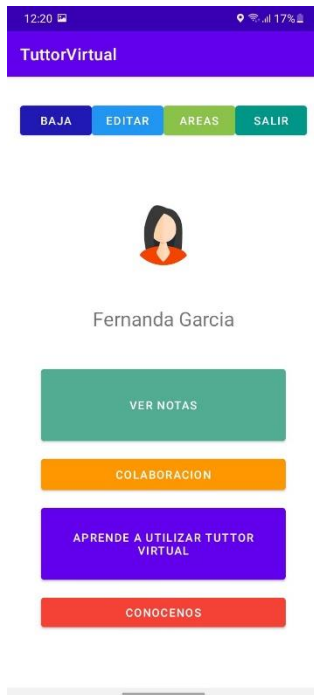 12:20 17%
TuttorVirtual
BAJA EDITAR AREAS SALIR
Fernanda Garcia
VER NOTAS
COLABORACION
APRENDE A UTILIZAR TUTTOR
VIRTUAL
CONOCENOS